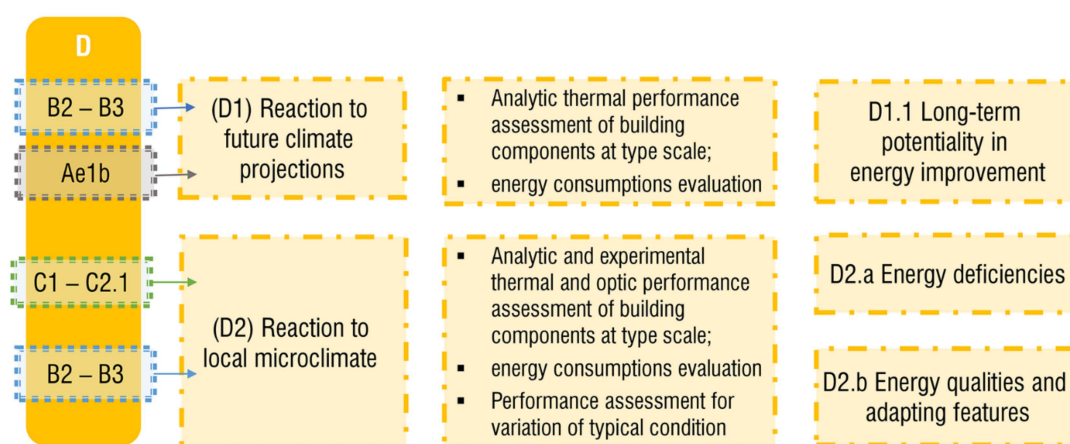 D
B2 – B3
Ae1b
C1 – C2.1
B2 – B3
(D1) Reaction to
future climate
projections
(D2) Reaction to
local microclimate
▪ Analytic thermal performance
assessment of building
components at type scale;
▪ energy consumptions evaluation
▪ Analytic and experimental
thermal and optic performance
assessment of building
components at type scale;
▪ energy consumptions evaluation
▪ Performance assessment for
variation of typical condition
D1.1 Long-term
potentiality in
energy improvement
D2.a Energy deficiencies
D2.b Energy qualities and
adapting features